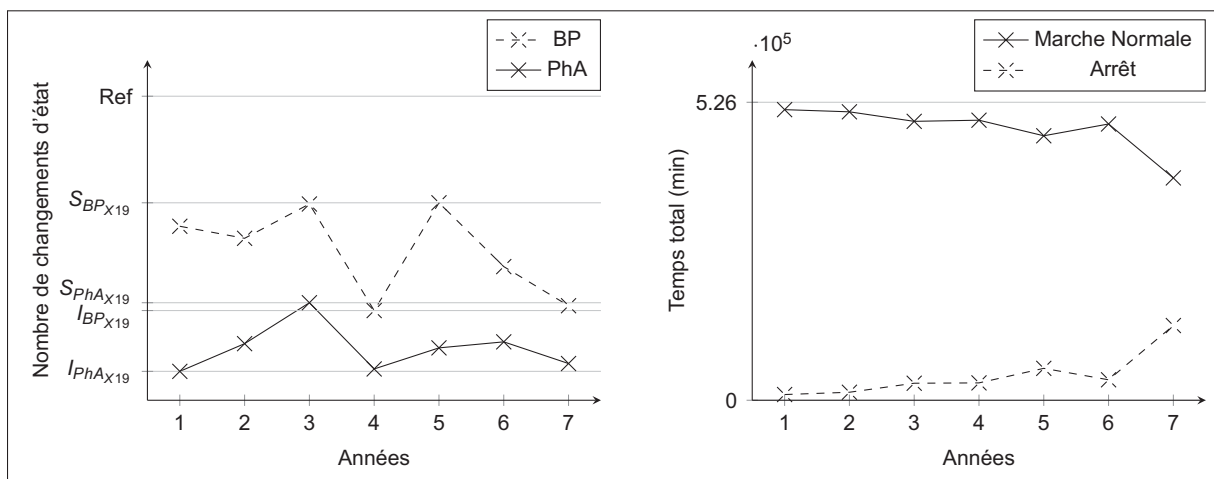 BP
PhA
Nombre de changements d'état
Ref
S_{BP_{X19}}
S_{PhA_{X19}}
I_{BP_{X19}}
I_{PhA_{X19}}
1 2 3 4 5 6 7
Années
Marche Normale
Arrêt
·10^5
Temps total (min)
5.26
0
1 2 3 4 5 6 7
Années